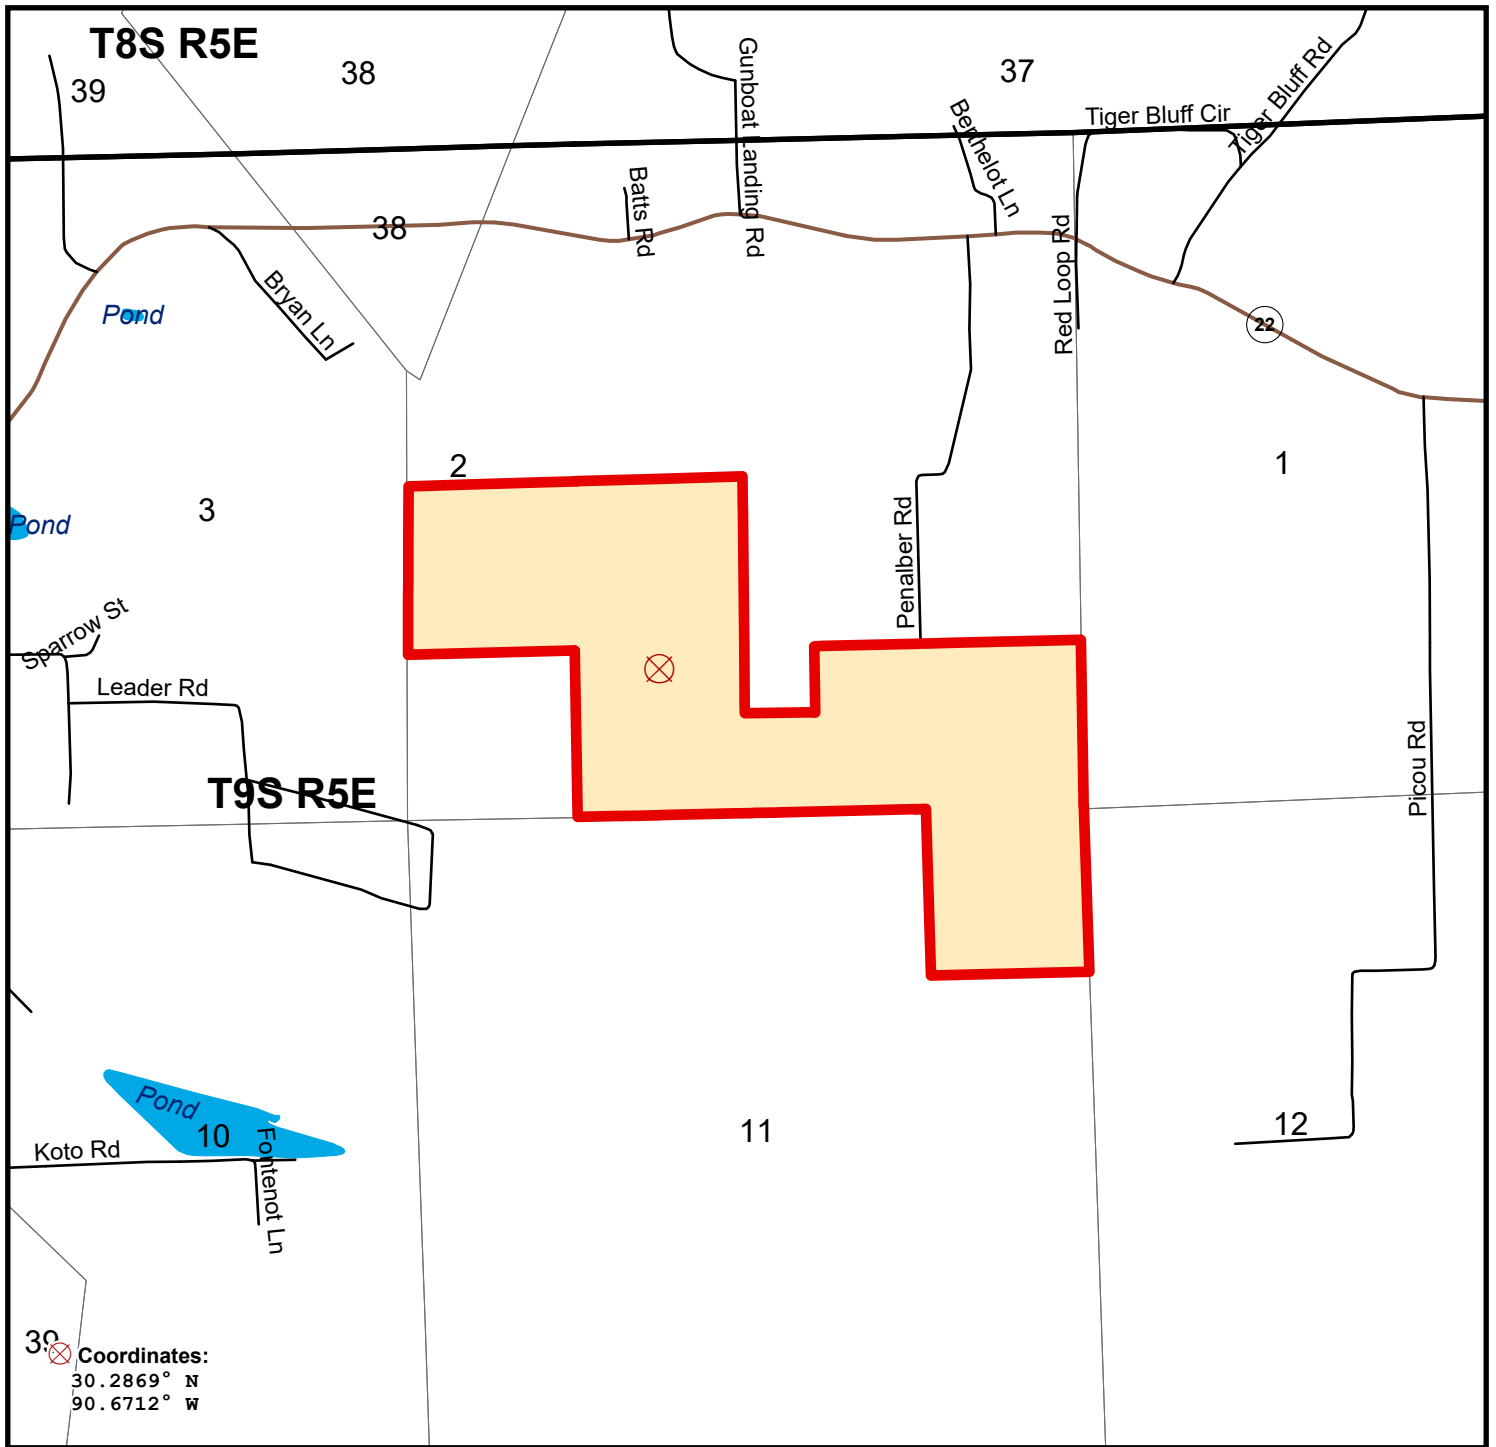 T8S R5E
39
38
37
Gunboat Landing Rd
Tiger Bluff Rd
Tiger Bluff Cir
Berthelot Ln
Batts Rd
38
Red Loop Rd
Bryan Ln
Pond
22
2
1
3
Pond
Penalber Rd
Sparrow St
Leader Rd
T9S R5E
Picou Rd
Pond
10
11
12
Koto Rd
Fontenot Ln
39
Coordinates:
30.2869° N
90.6712° W